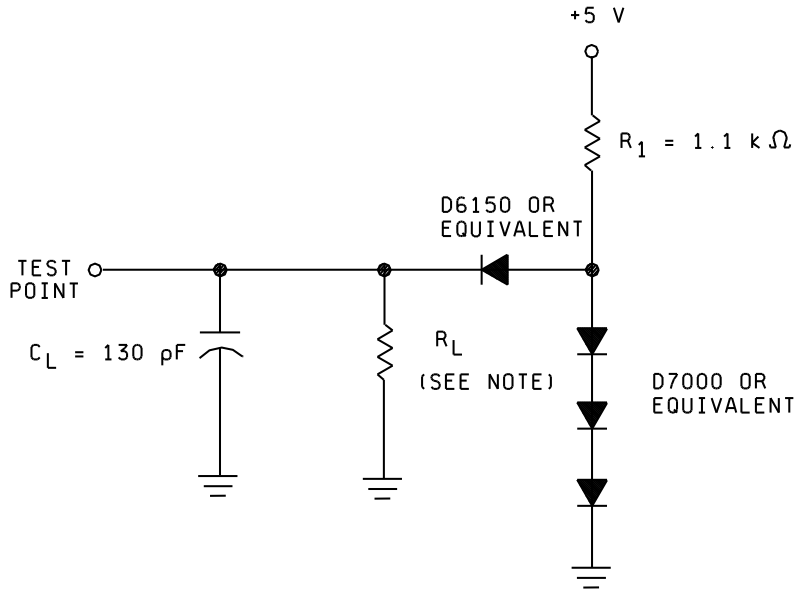 +5 V
R1 = 1.1 kΩ
D6150 OR
EQUIVALENT
TEST
POINT
CL = 130 pF
RL
(SEE NOTE)
D7000 OR
EQUIVALENT